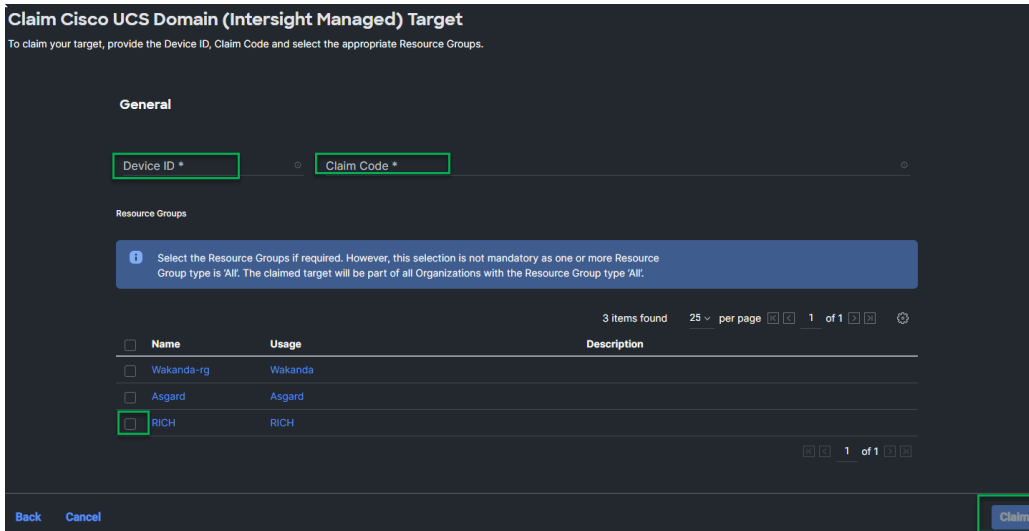 Claim Cisco UCS Domain (Intersight Managed) Target
To claim your target, provide the Device ID, Claim Code and select the appropriate Resource Groups.
General
Device ID * Claim Code *
Resource Groups
Select the Resource Groups if required. However, this selection is not mandatory as one or more Resource
Group type is 'All'. The claimed target will be part of all Organizations with the Resource Group type 'All'.
3 items found 25 per page 1 of 1
Name Usage Description
Wakanda-rg Wakanda
Asgard Asgard
RICH RICH
1 of 1
Back Cancel Claim